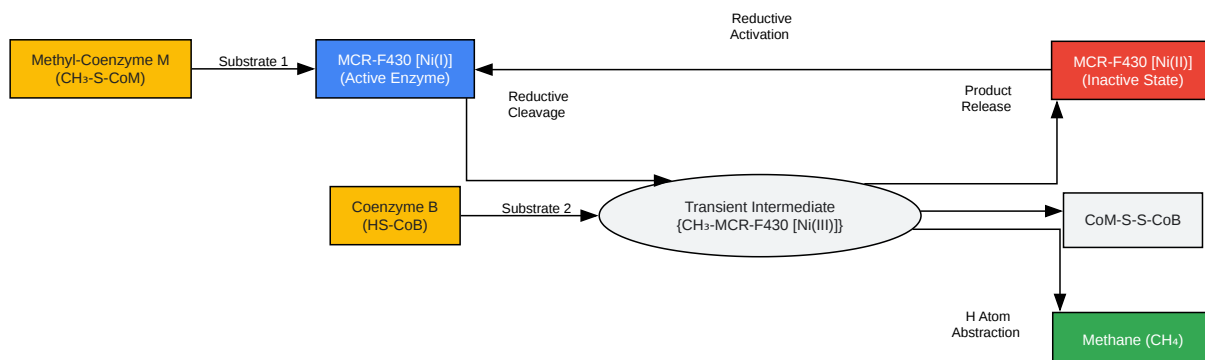 Reductive
Activation
Methyl-Coenzyme M
(CH₃-S-CoM)
Substrate 1
MCR-F430 [Ni(I)]
(Active Enzyme)
MCR-F430 [Ni(II)]
(Inactive State)
Reductive
Cleavage
Product
Release
Coenzyme B
(HS-CoB)
Substrate 2
Transient Intermediate
{CH₃-MCR-F430 [Ni(III)]}
CoM-S-S-CoB
H Atom
Abstraction
Methane (CH₄)